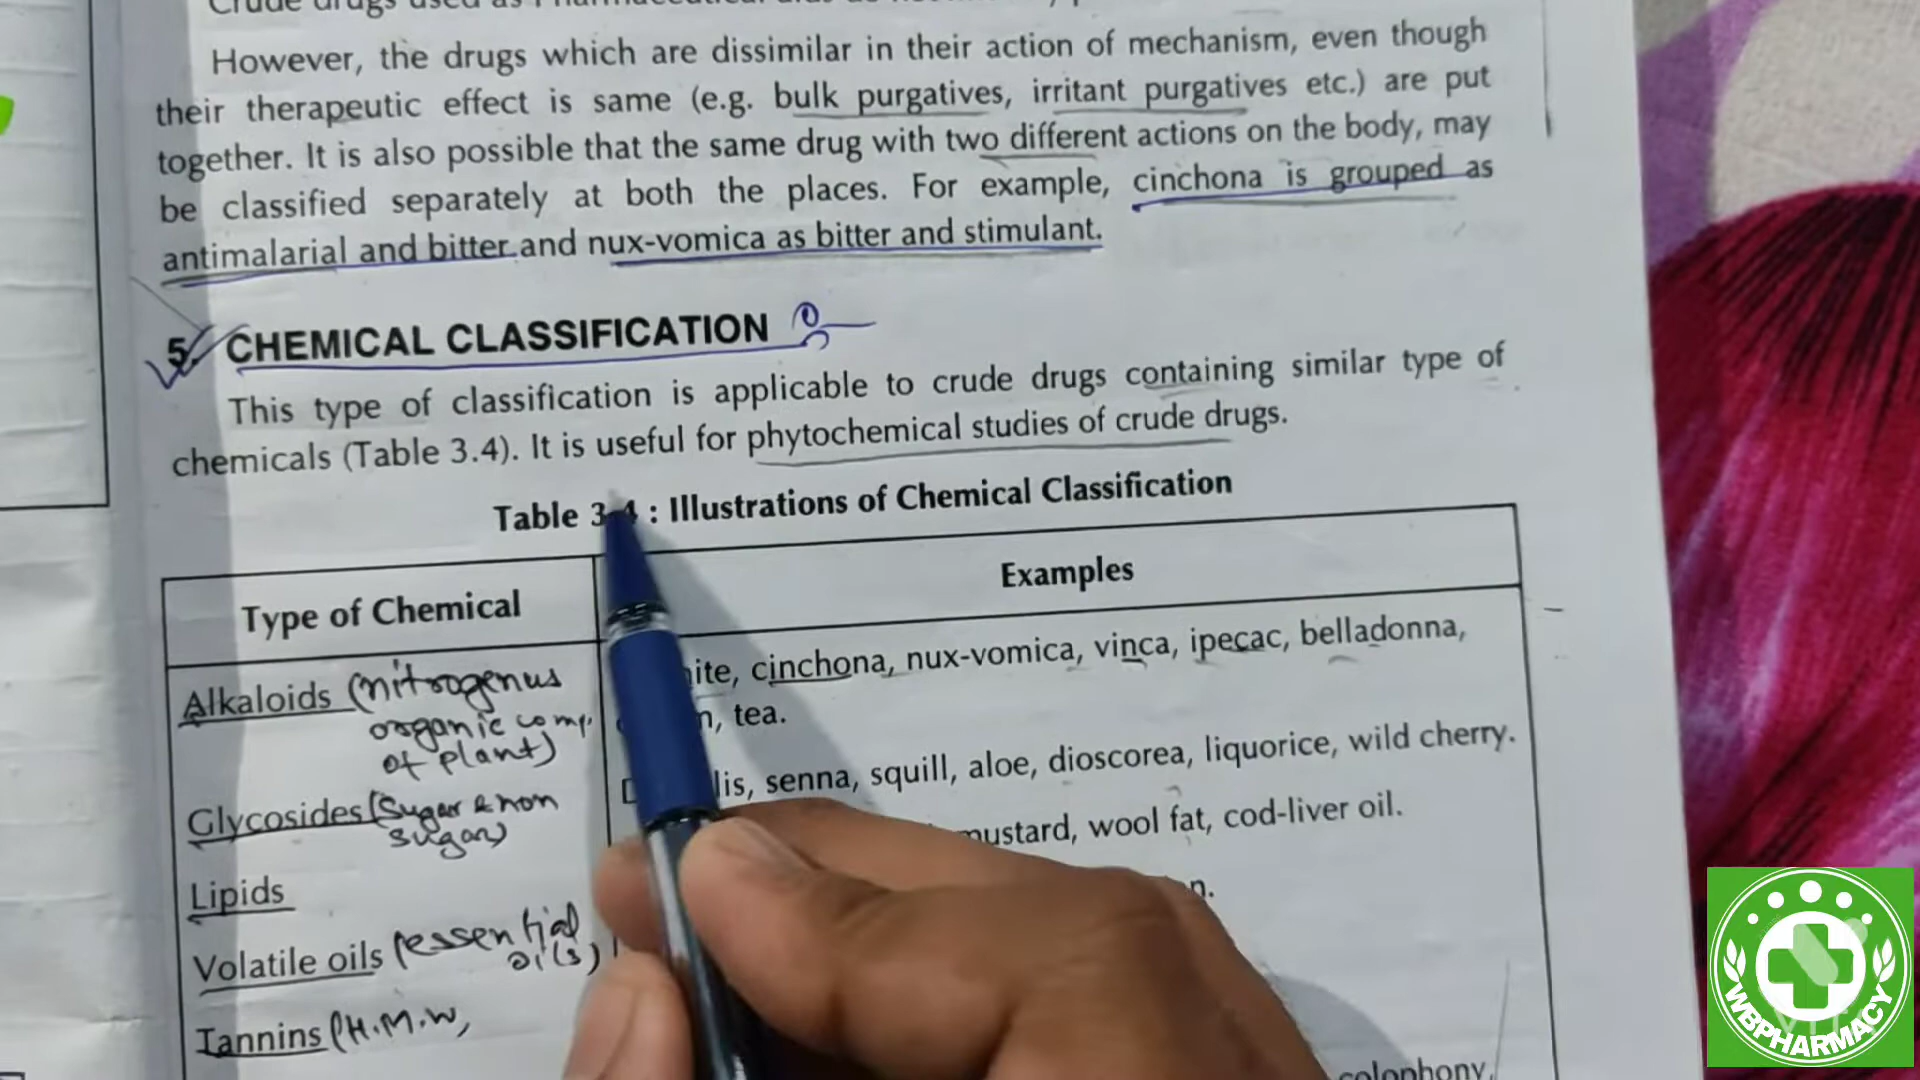 Crude drugs used as
However, the drugs which are dissimilar in their action of mechanism, even though
their therapeutic effect is same (e.g. bulk purgatives, irritant purgatives etc.) are put
together. It is also possible that the same drug with two different actions on the body, may
be classified separately at both the places. For example, cinchona is grouped as
antimalarial and bitter and nux-vomica as bitter and stimulant.
5. CHEMICAL CLASSIFICATION
This type of classification is applicable to crude drugs containing similar type of
chemicals (Table 3.4). It is useful for phytochemical studies of crude drugs.
Table 3.4 : Illustrations of Chemical Classification
Type of Chemical
Examples
Alkaloids (nitrogenus
organic comp.
of plant)
cinchona, nux-vomica, vinca, ipecac, belladonna,
tea.
Glycosides (Sugar & non
sugar)
senna, squill, aloe, dioscorea, liquorice, wild cherry.
Lipids
mustard, wool fat, cod-liver oil.
Volatile oils (essential
oils)
Tannins (H.M.W,
colophony,
WBPHARMACY